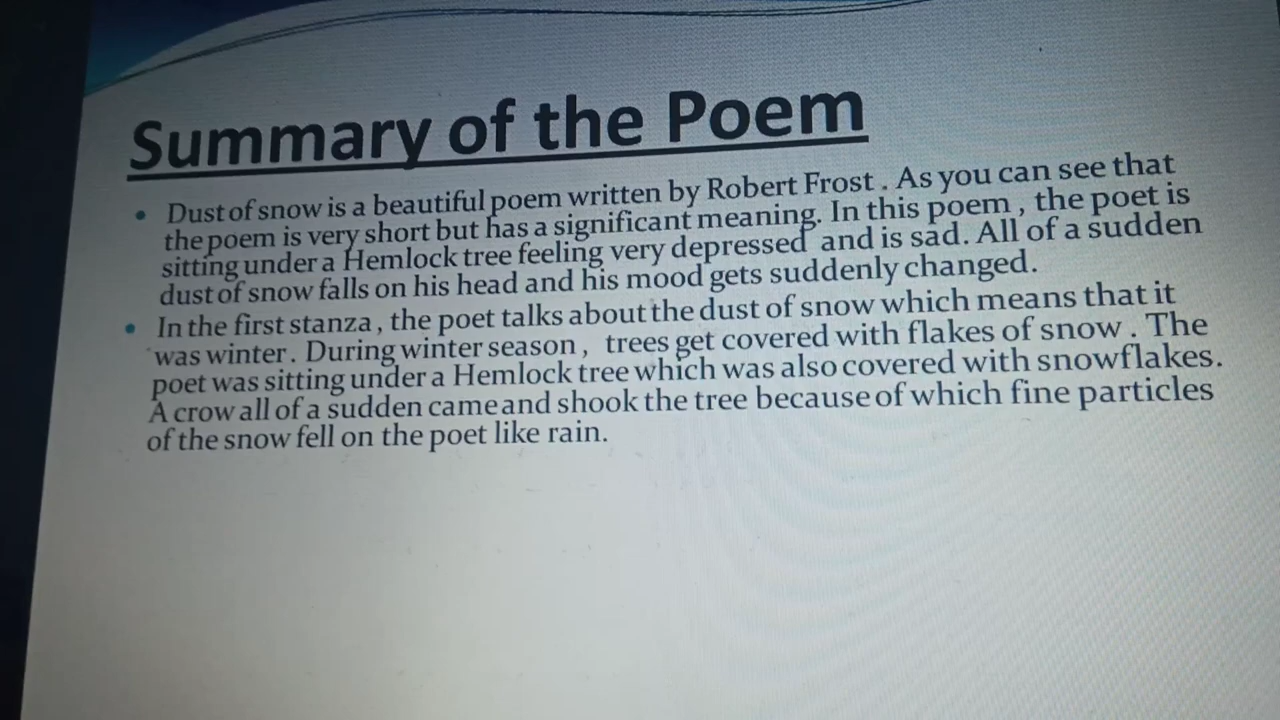 Summary of the Poem
• Dust of snow is a beautiful poem written by Robert Frost . As you can see that
the poem is very short but has a significant meaning. In this poem , the poet is
sitting under a Hemlock tree feeling very depressed and is sad. All of a sudden
dust of snow falls on his head and his mood gets suddenly changed.
• In the first stanza , the poet talks about the dust of snow which means that it
was winter . During winter season , trees get covered with flakes of snow . The
poet was sitting under a Hemlock tree which was also covered with snowflakes.
A crow all of a sudden came and shook the tree because of which fine particles
of the snow fell on the poet like rain.